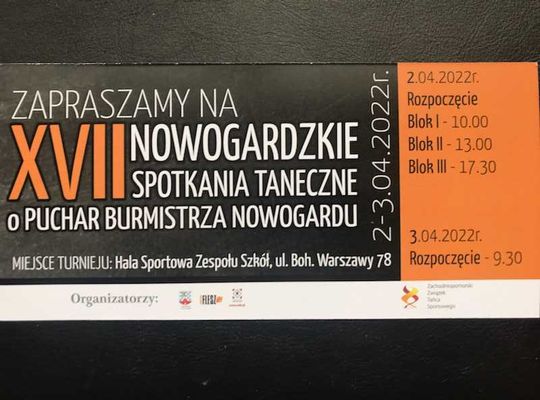 ZAPRASZAMY NA
XVII NOWOGARDZKIE
SPOTKANIA TANECZNE
o PUCHAR BURMISTRZA NOWOGARDU
MIEJSCE TURNIEJU: Hala Sportowa Zespołu Szkół, ul. Boh. Warszawy 78
2-3.04.2022r.
2.04.2022r.
Rozpoczęcie
Blok I - 10.00
Blok II - 13.00
Blok III - 17.30
3.04.2022r.
Rozpoczęcie - 9.30
Organizatorzy:
FLESZ
Zachodniopomorski
Związek
Tańca
Sportowego